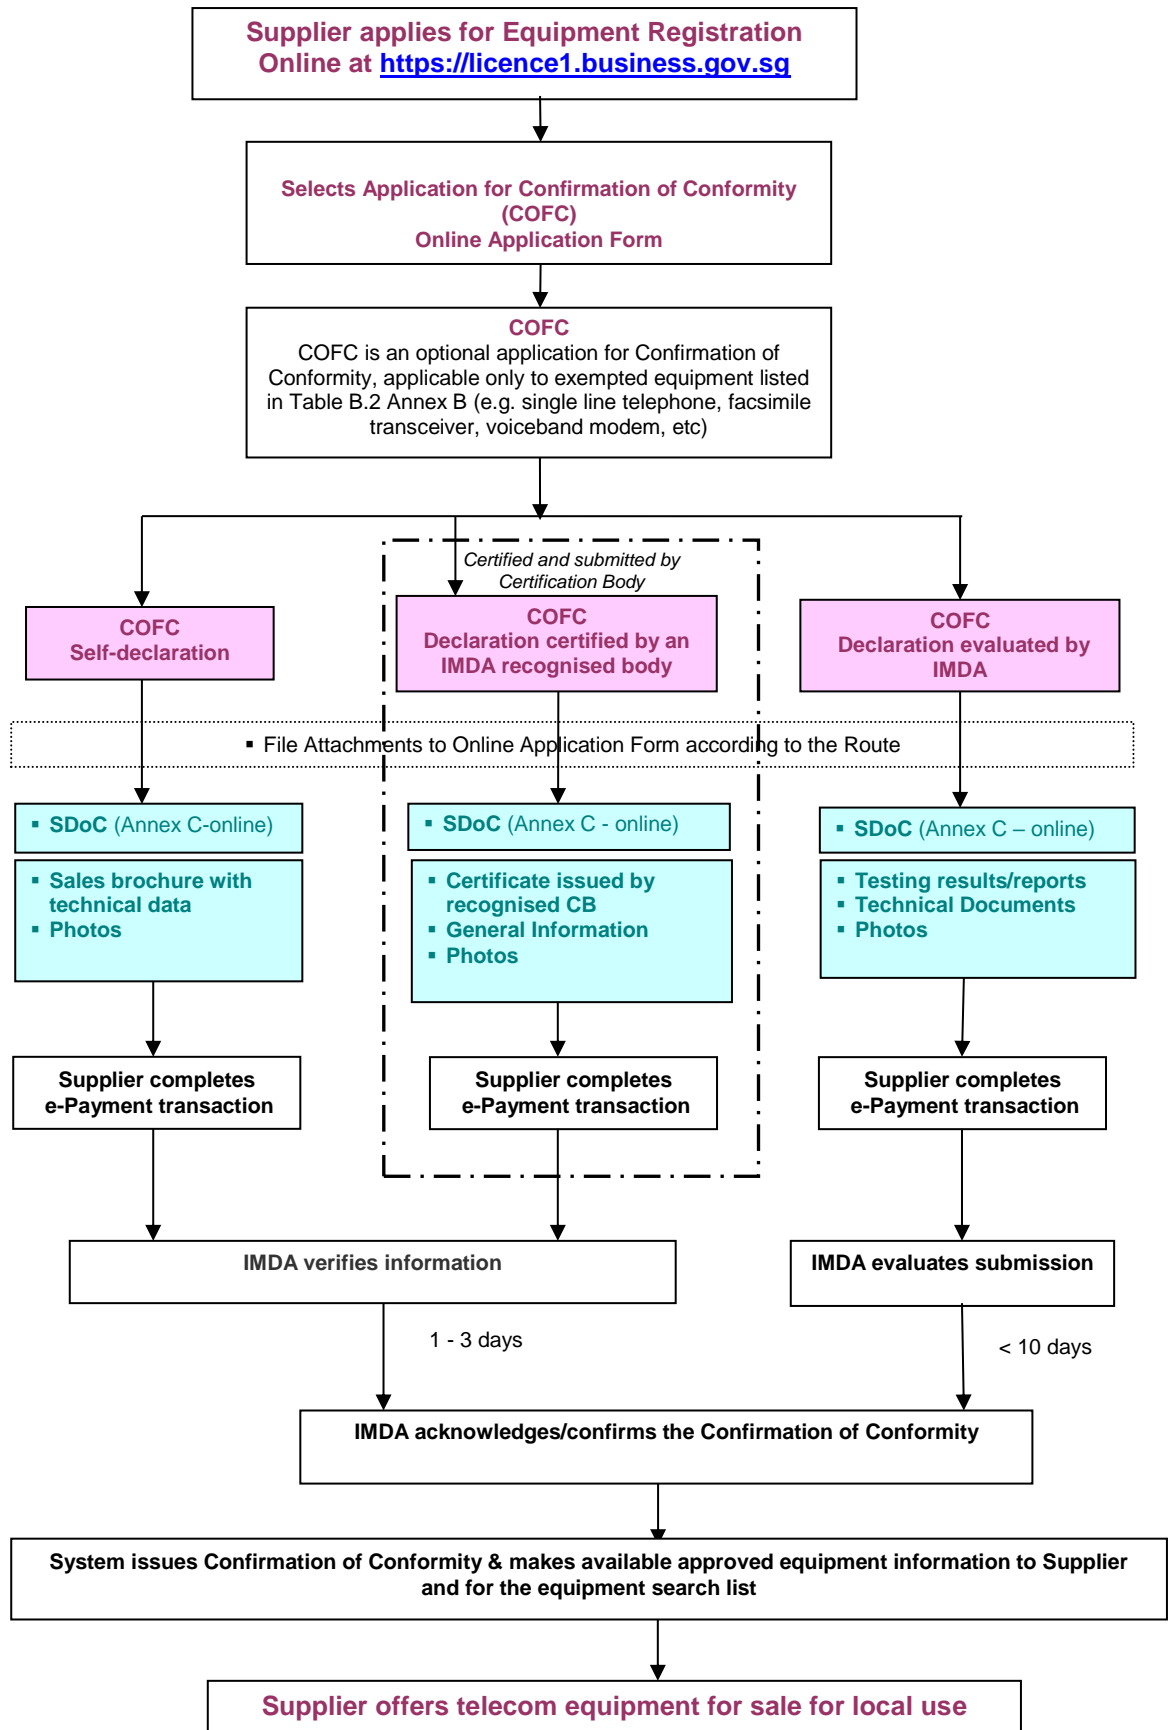 Supplier applies for Equipment Registration
Online at https://licence1.business.gov.sg
Selects Application for Confirmation of Conformity
(COFC)
Online Application Form
COFC
COFC is an optional application for Confirmation of
Conformity, applicable only to exempted equipment listed
in Table B.2 Annex B (e.g. single line telephone, facsimile
transceiver, voiceband modem, etc)
Certified and submitted by
Certification Body
COFC
Self-declaration
COFC
Declaration certified by an
IMDA recognised body
COFC
Declaration evaluated by
IMDA
▪ File Attachments to Online Application Form according to the Route
▪ SDoC (Annex C-online)
▪ Sales brochure with
technical data
▪ Photos
▪ SDoC (Annex C - online)
▪ Certificate issued by
recognised CB
▪ General Information
▪ Photos
▪ SDoC (Annex C – online)
▪ Testing results/reports
▪ Technical Documents
▪ Photos
Supplier completes
e-Payment transaction
Supplier completes
e-Payment transaction
Supplier completes
e-Payment transaction
IMDA verifies information
IMDA evaluates submission
1 - 3 days
< 10 days
IMDA acknowledges/confirms the Confirmation of Conformity
System issues Confirmation of Conformity & makes available approved equipment information to Supplier
and for the equipment search list
Supplier offers telecom equipment for sale for local use